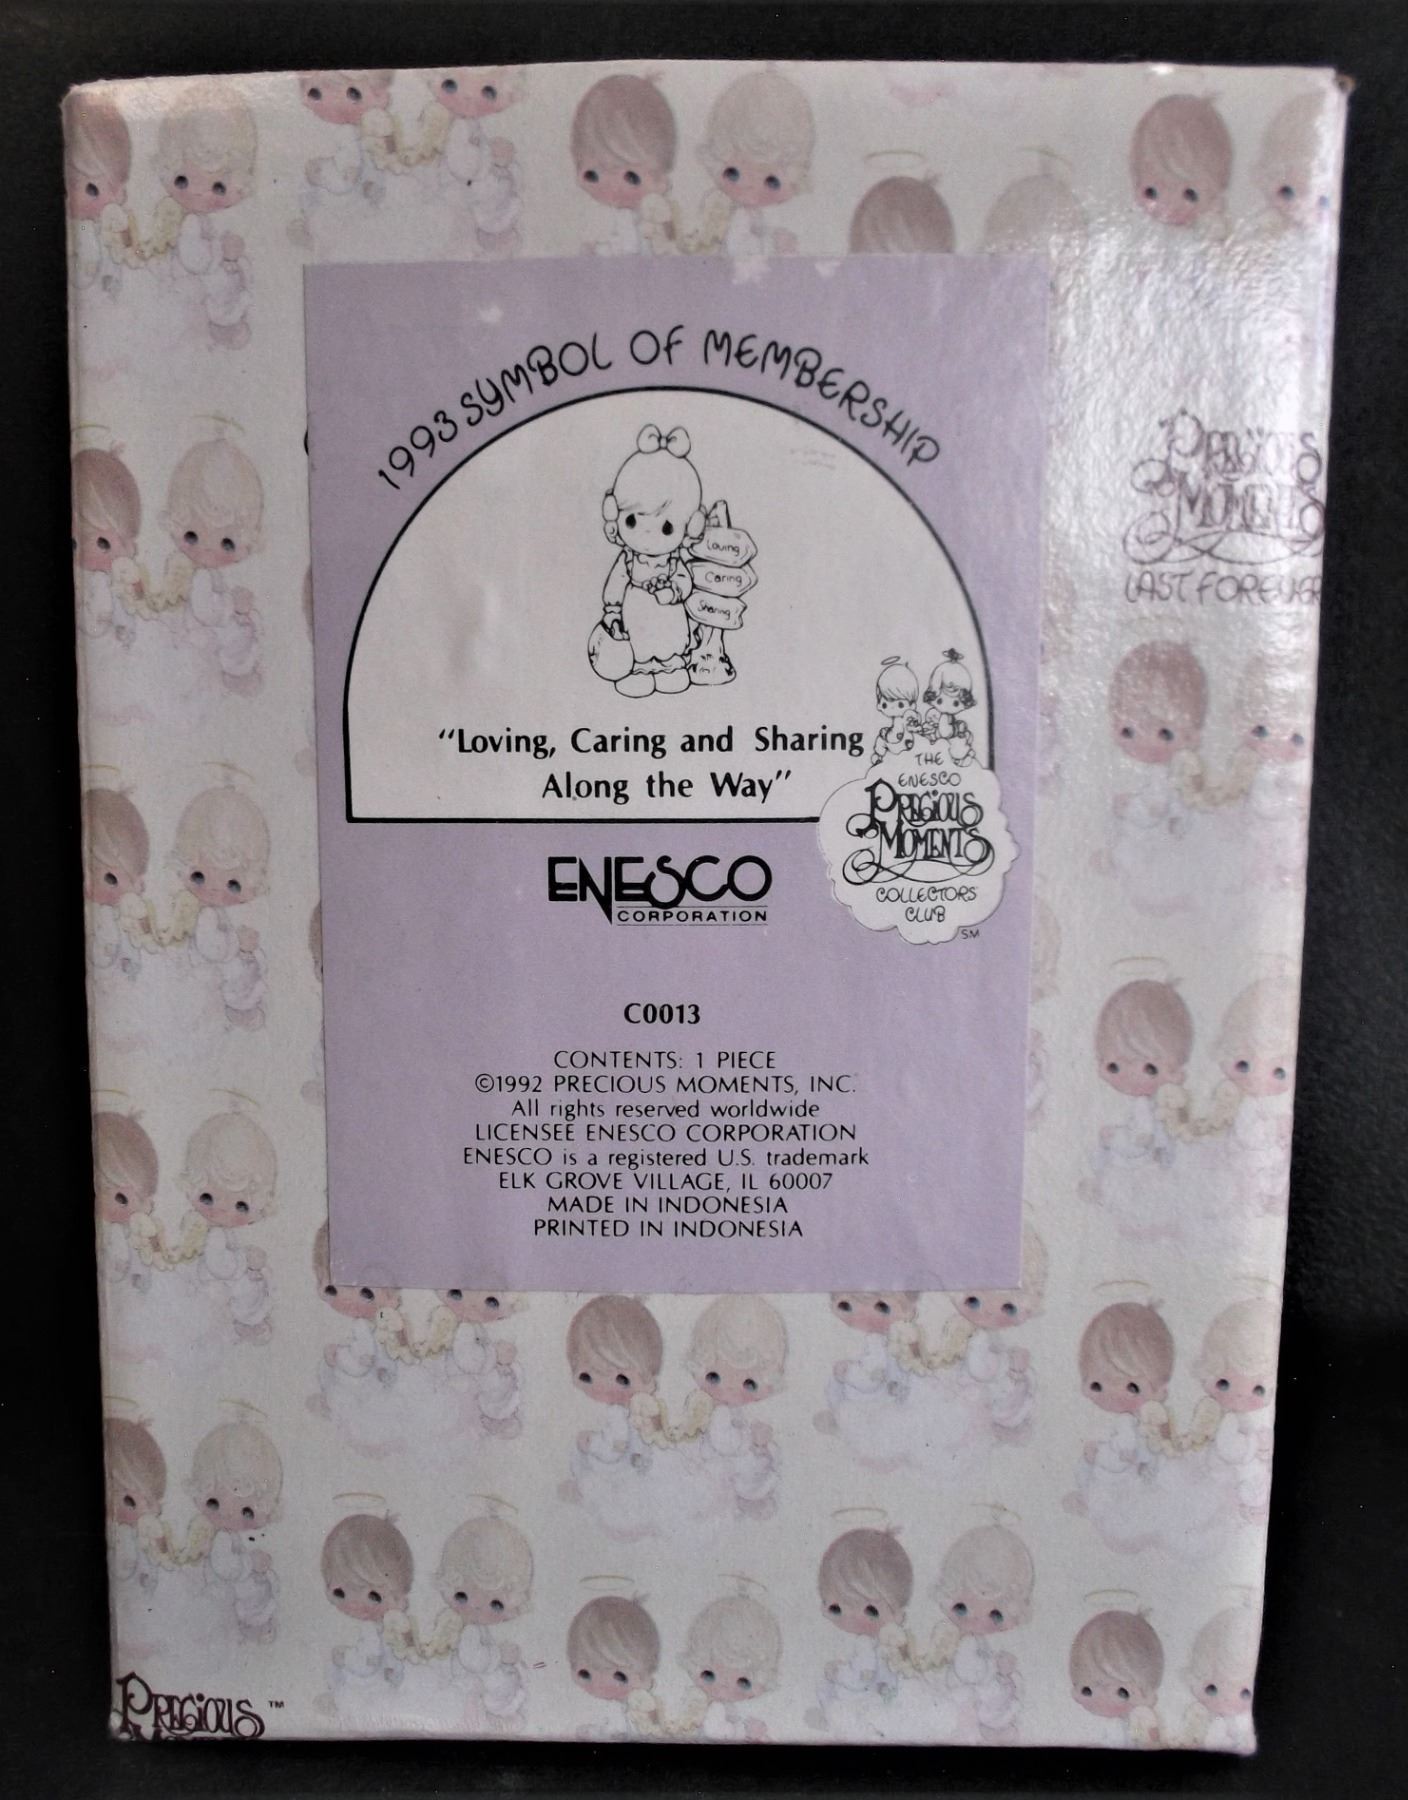 1993 SYMBOL OF MEMBERSHIP
Loving
Caring
Sharing
"Loving, Caring and Sharing
Along the Way"
THE
ENESCO
PRECIOUS
MOMENTS
COLLECTORS
CLUB
SM
ENESCO
CORPORATION
C0013
CONTENTS: 1 PIECE
©1992 PRECIOUS MOMENTS, INC.
All rights reserved worldwide
LICENSEE ENESCO CORPORATION
ENESCO is a registered U.S. trademark
ELK GROVE VILLAGE, IL 60007
MADE IN INDONESIA
PRINTED IN INDONESIA
PRECIOUS
MOMENTS
LAST FOREVER
PRECIOUS ™